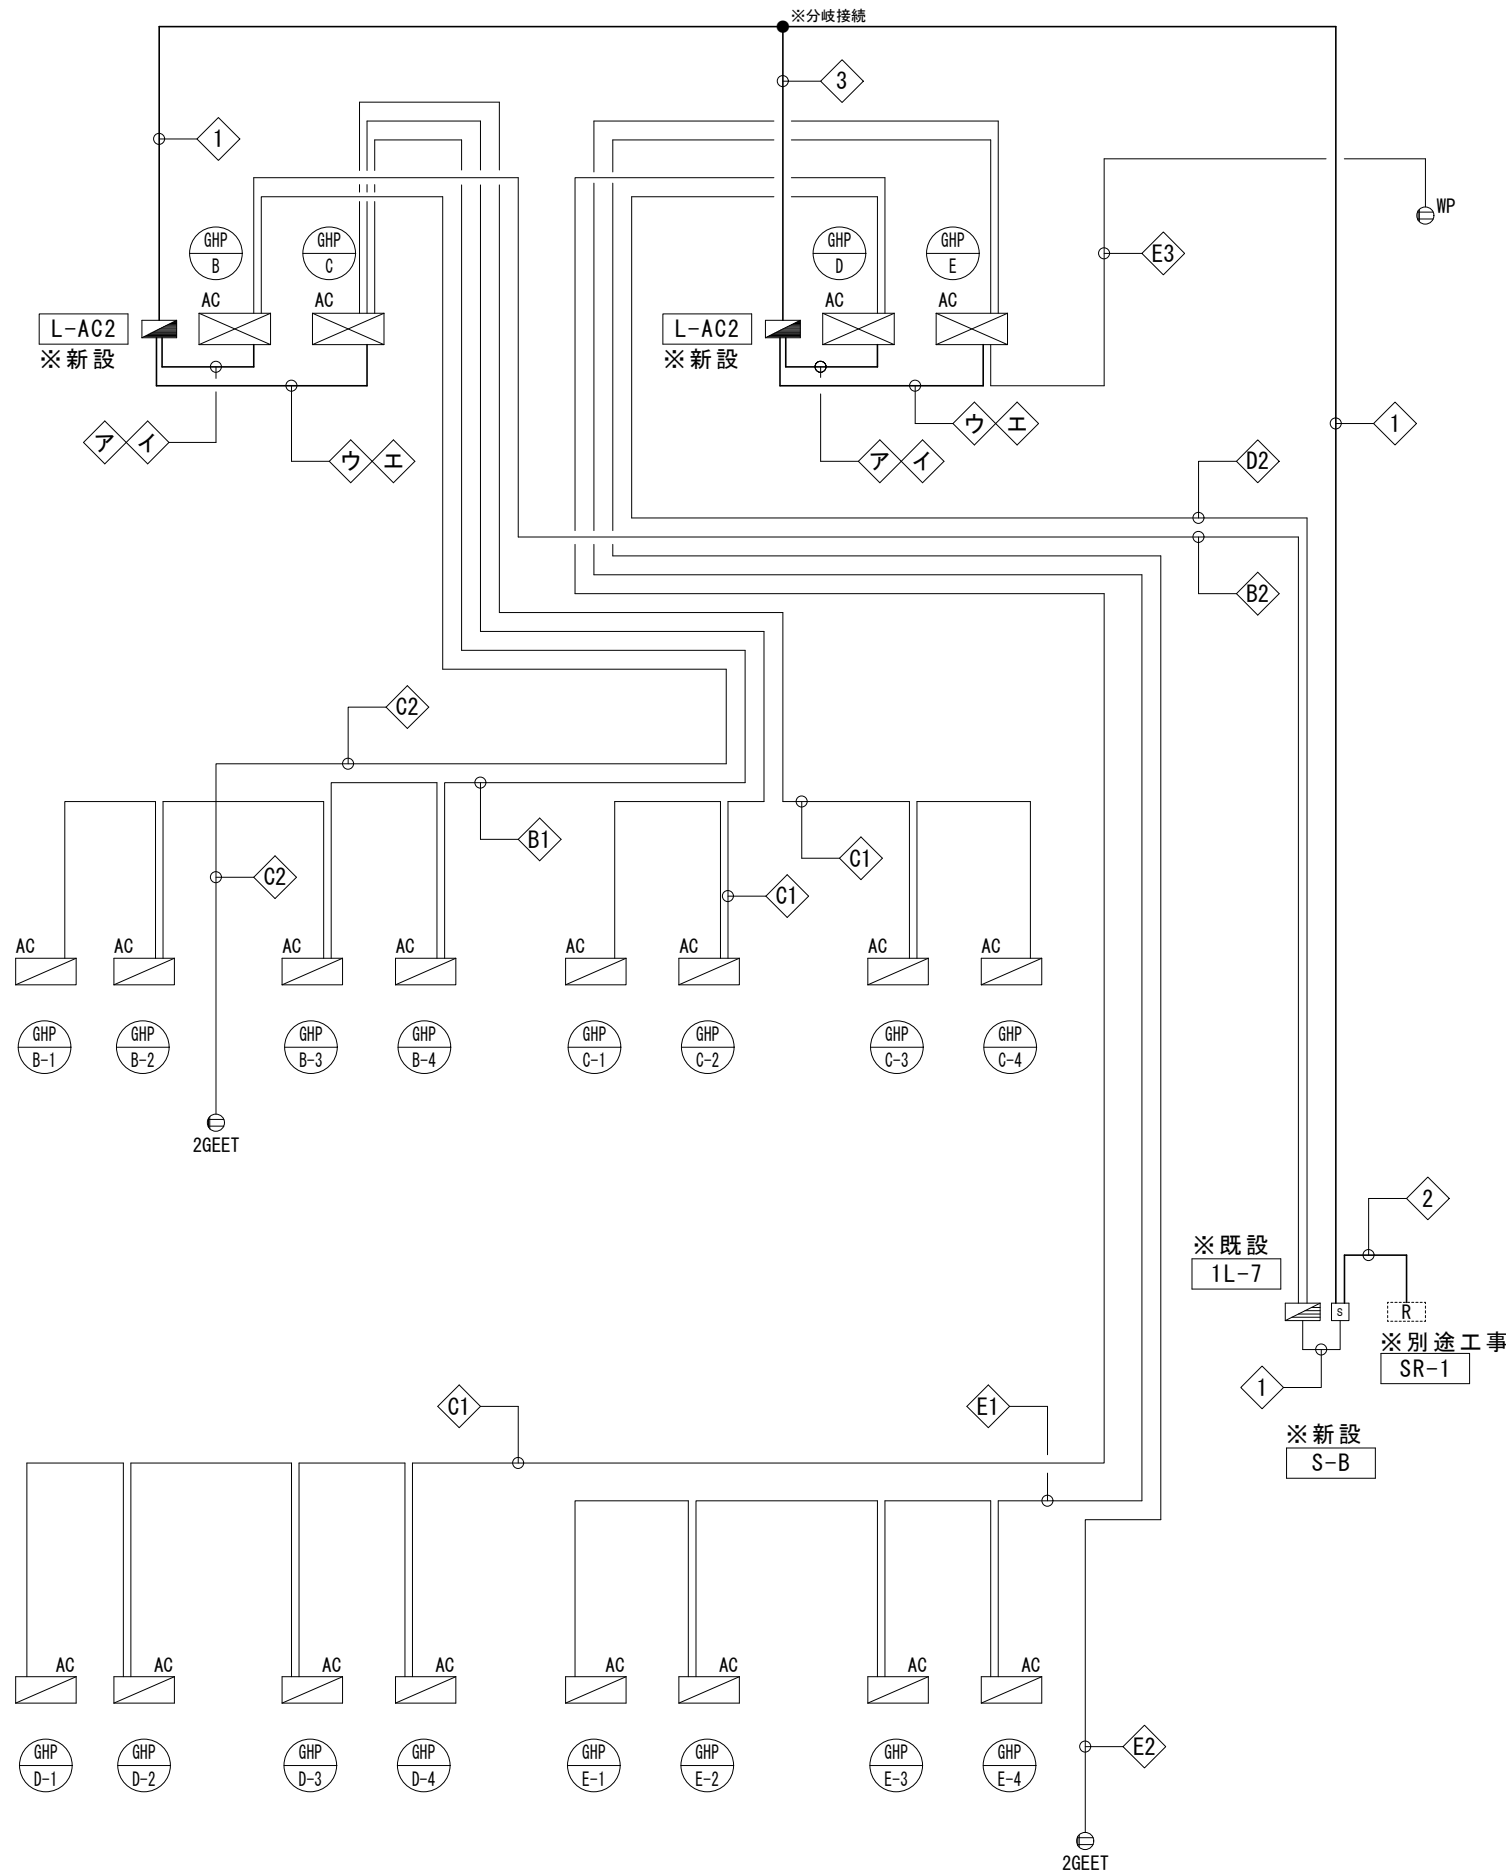 ※分岐接続
3
1
WP
GHP
B
GHP
C
GHP
D
GHP
E
E3
AC
AC
AC
AC
L-AC2
※新設
L-AC2
※新設
1
ア
イ
ウ
エ
ア
イ
ウ
エ
D2
B2
C2
B1
C1
C2
C1
AC
AC
AC
AC
AC
AC
AC
AC
GHP
B-1
GHP
B-2
GHP
B-3
GHP
B-4
GHP
C-1
GHP
C-2
GHP
C-3
GHP
C-4
2GEET
2
※既設
1L-7
S
R
※別途工事
SR-1
1
※新設
S-B
C1
E1
AC
AC
AC
AC
AC
AC
AC
AC
GHP
D-1
GHP
D-2
GHP
D-3
GHP
D-4
GHP
E-1
GHP
E-2
GHP
E-3
GHP
E-4
E2
2GEET